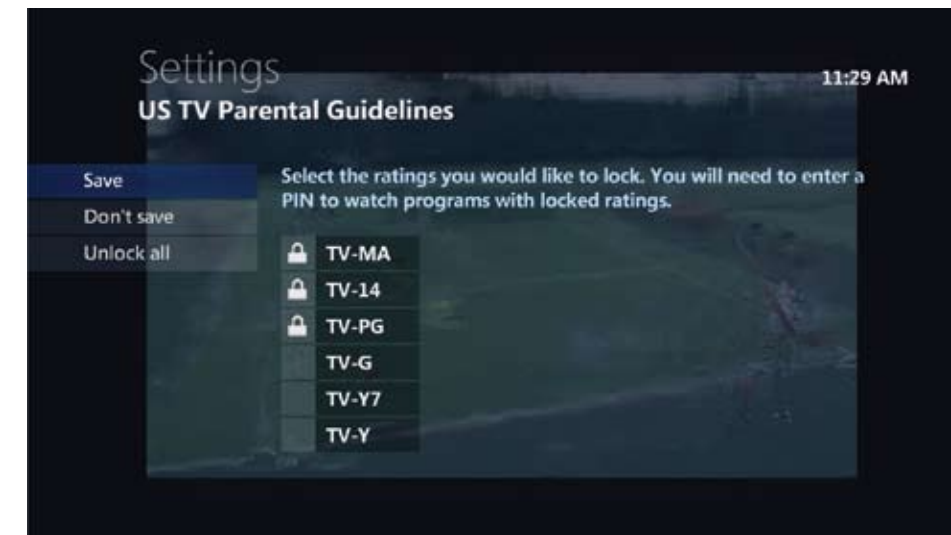 Settings
11:29 AM
US TV Parental Guidelines
Save
Don't save
Unlock all
Select the ratings you would like to lock. You will need to enter a
PIN to watch programs with locked ratings.
TV-MA
TV-14
TV-PG
TV-G
TV-Y7
TV-Y